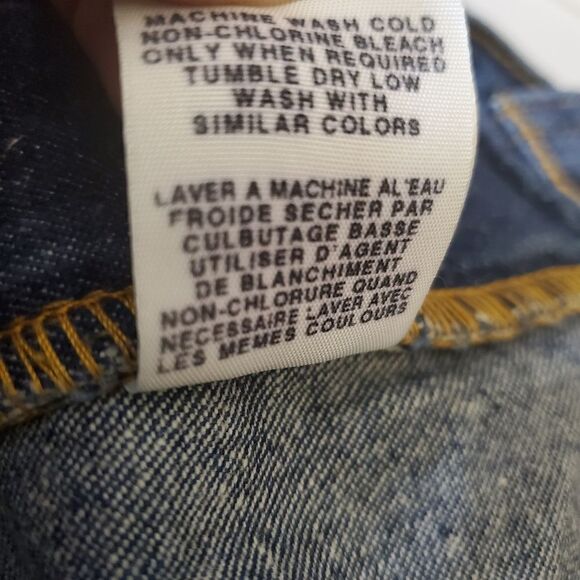 MACHINE WASH COLD
NON-CHLORINE BLEACH
ONLY WHEN REQUIRED
TUMBLE DRY LOW
WASH WITH
SIMILAR COLORS
LAVER A MACHINE AL'EAU
FROIDE SECHER PAR
CULBUTAGE BASSE
UTILISER D'AGENT
DE BLANCHIMENT
NON-CHLORURE QUAND
NECESSAIRE LAVER AVEC
LES MEMES COULOURS